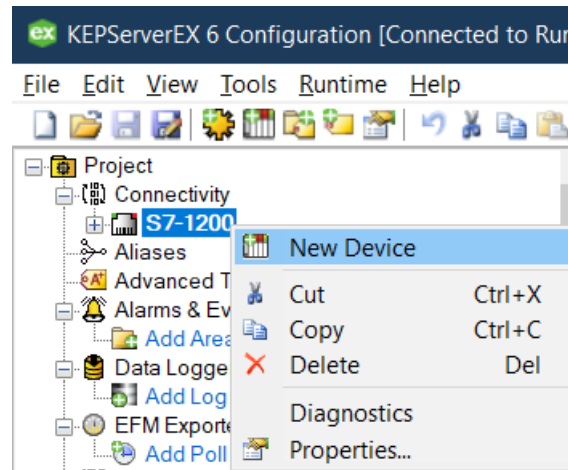 ex KEPServerEX 6 Configuration [Connected to Run
File Edit View Tools Runtime Help
Project
Connectivity
S7-1200
New Device
Aliases
Advanced T
Cut Ctrl+X
Alarms & Ev
Copy Ctrl+C
Add Area
Delete Del
Data Logge
Add Log
Diagnostics
EFM Exporte
Properties...
Add Poll